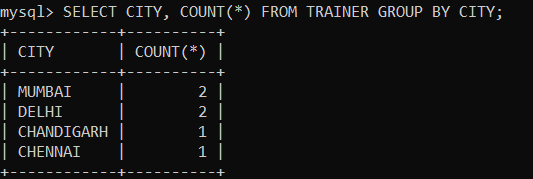 mysql> SELECT CITY, COUNT(*) FROM TRAINER GROUP BY CITY;
+------------+----------+
| CITY       | COUNT(*) |
+------------+----------+
| MUMBAI     |        2 |
| DELHI      |        2 |
| CHANDIGARH |        1 |
| CHENNAI    |        1 |
+------------+----------+